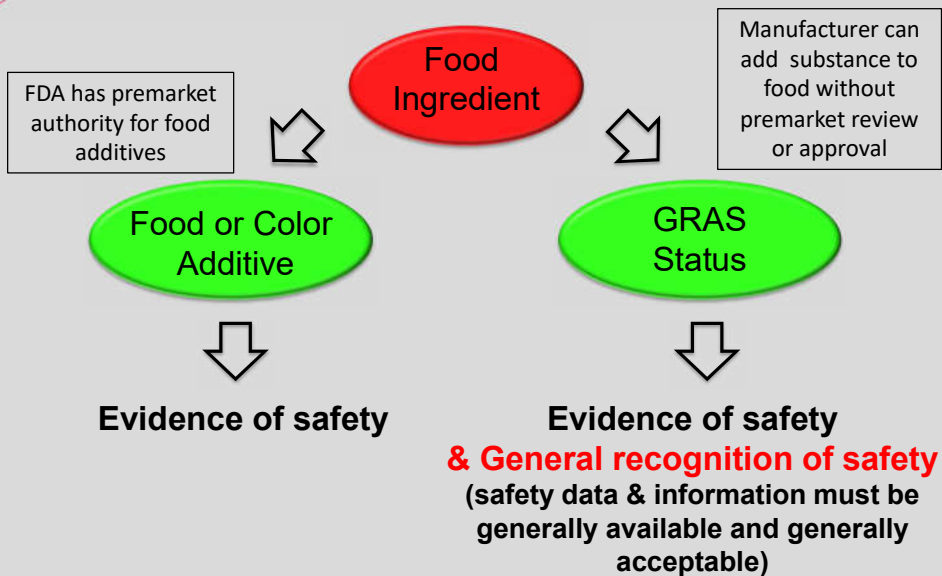 Food
Ingredient
FDA has premarket
authority for food
additives
Manufacturer can
add substance to
food without
premarket review
or approval
Food or Color
Additive
GRAS
Status
Evidence of safety
Evidence of safety
& General recognition of safety
(safety data & information must be
generally available and generally
acceptable)